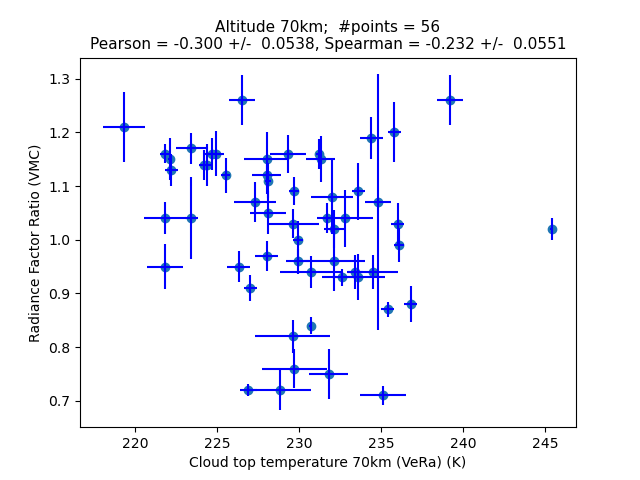 Altitude 70km;  #points = 56
Pearson = -0.300 +/-  0.0538, Spearman = -0.232 +/-  0.0551
Radiance Factor Ratio (VMC)
1.3
1.2
1.1
1.0
0.9
0.8
0.7
220 225 230 235 240 245
Cloud top temperature 70km (VeRa) (K)